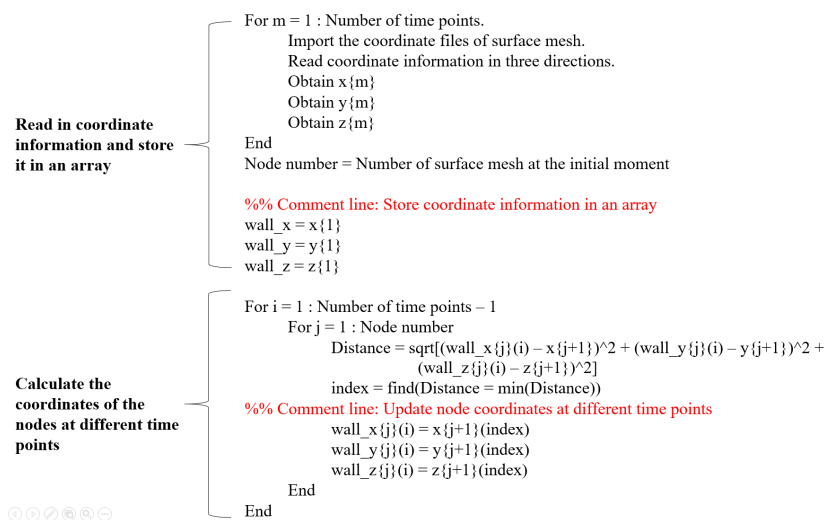 For m = 1 : Number of time points.
Import the coordinate files of surface mesh.
Read coordinate information in three directions.
Obtain x{m}
Obtain y{m}
Obtain z{m}
End
Node number = Number of surface mesh at the initial moment
%% Comment line: Store coordinate information in an array
wall_x = x{1}
wall_y = y{1}
wall_z = z{1}
Read in coordinate
information and store
it in an array
For i = 1 : Number of time points – 1
For j = 1 : Node number
Distance = sqrt[(wall_x{j}(i) – x{j+1})^2 + (wall_y{j}(i) – y{j+1})^2 +
(wall_z{j}(i) – z{j+1})^2]
index = find(Distance = min(Distance))
%% Comment line: Update node coordinates at different time points
wall_x{j}(i) = x{j+1}(index)
wall_y{j}(i) = y{j+1}(index)
wall_z{j}(i) = z{j+1}(index)
End
End
Calculate the
coordinates of the
nodes at different time
points